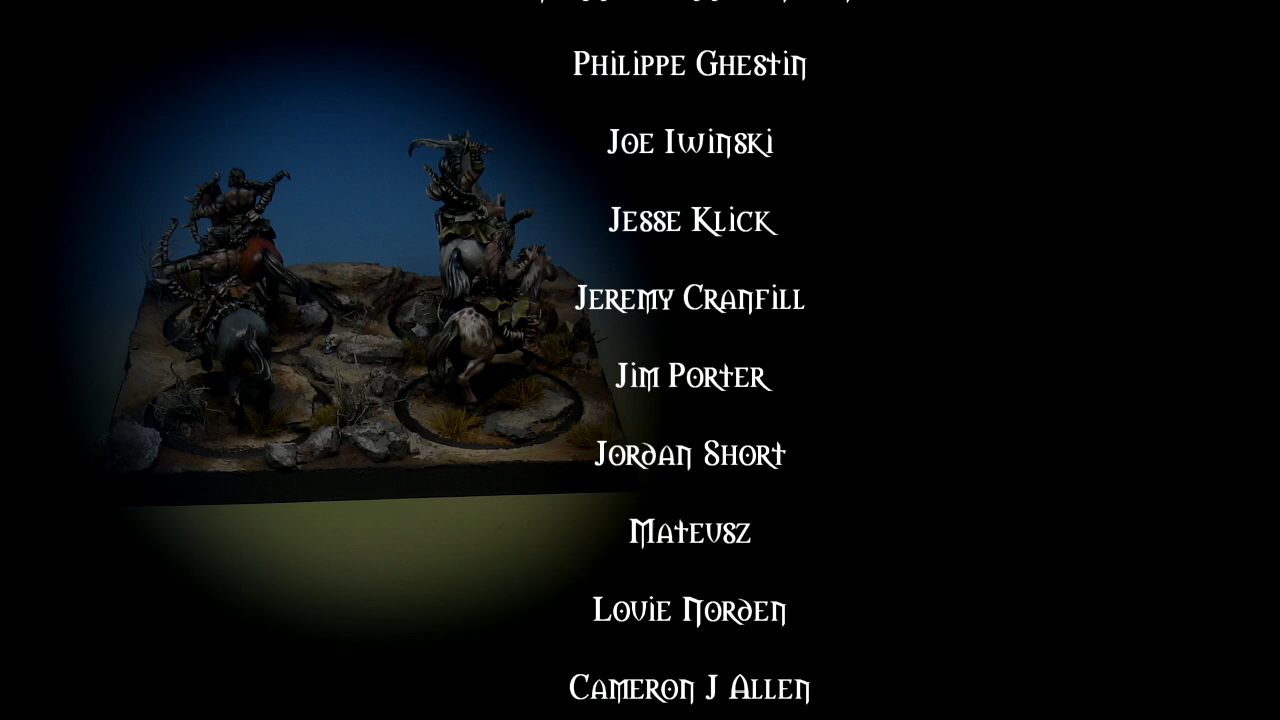 Philippe Ghestin
Joe Iwinski
Jesse Klick
Jeremy Cranfill
Jim Porter
Jordan Short
Mateusz
Louie Norden
Cameron J Allen